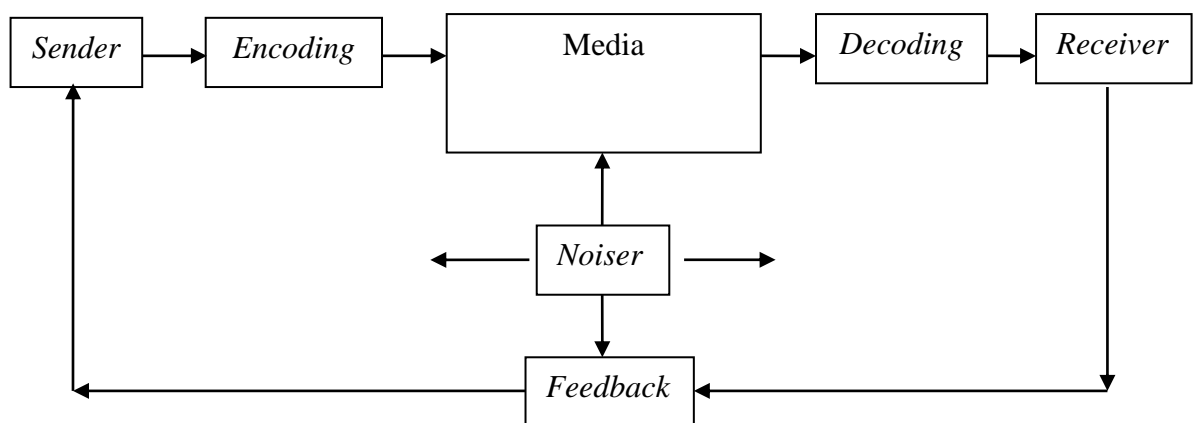 Sender
Encoding
Media
Decoding
Receiver
Noiser
Feedback